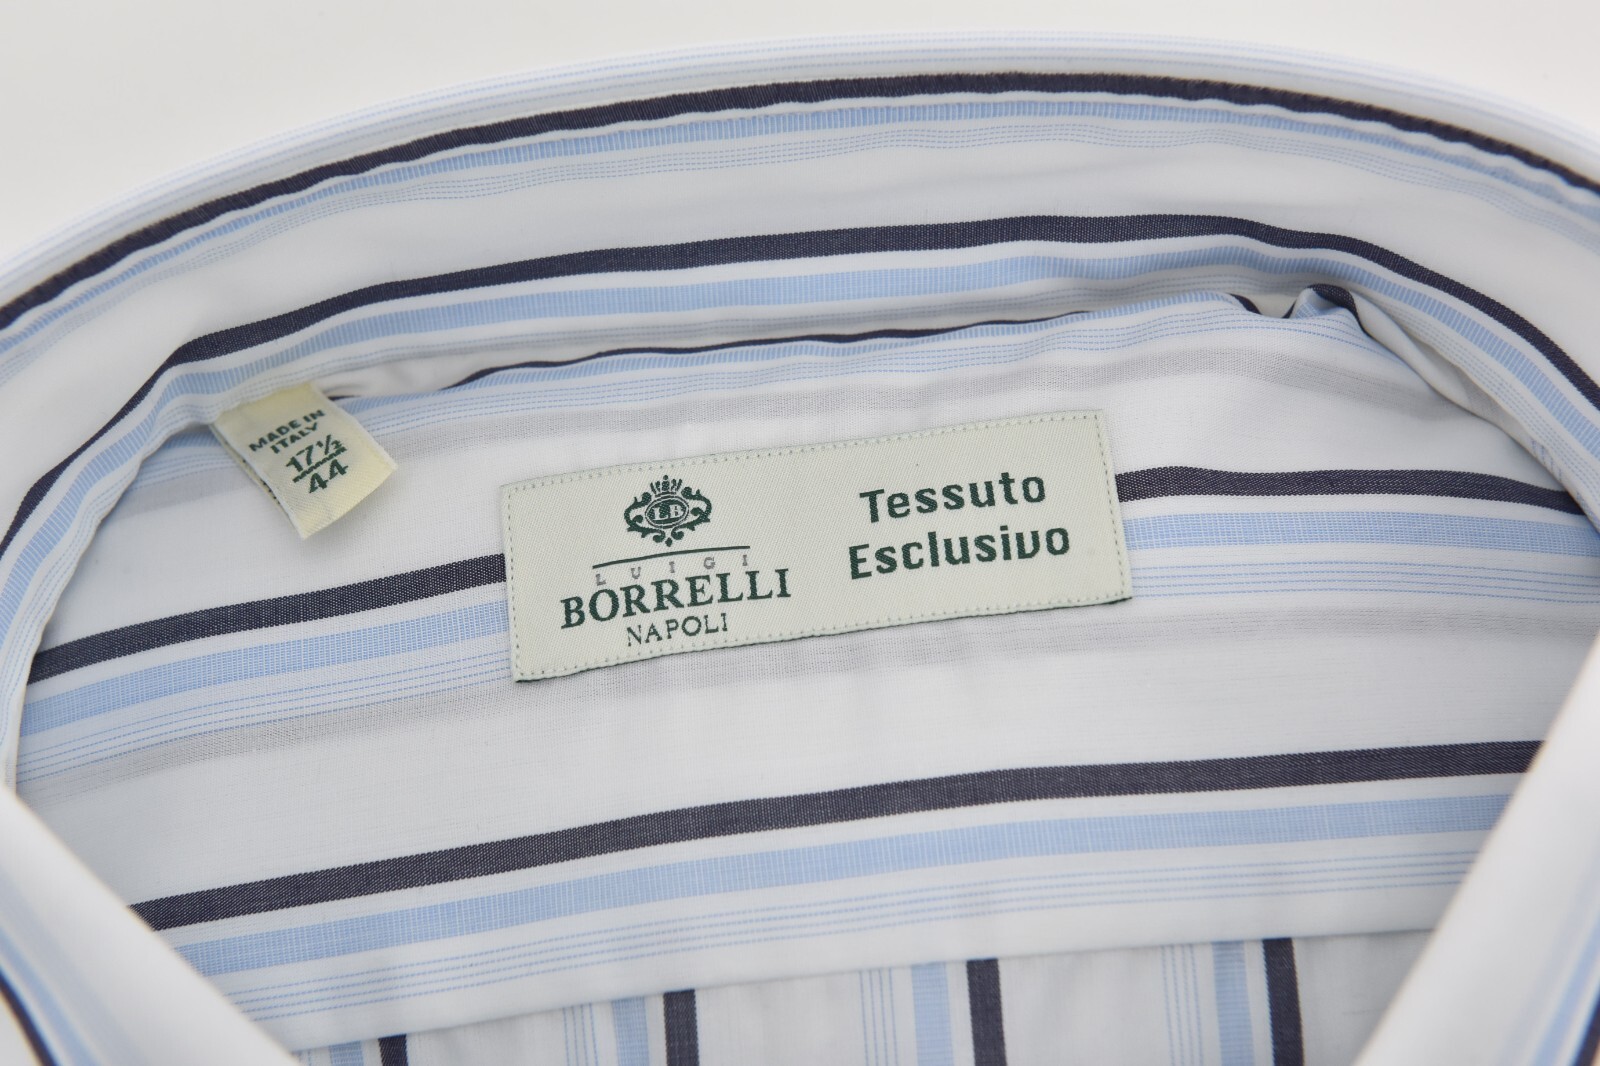 MADE IN
ITALY
17½
44
LB
LUIGI
BORRELLI
NAPOLI
Tessuto
Esclusivo